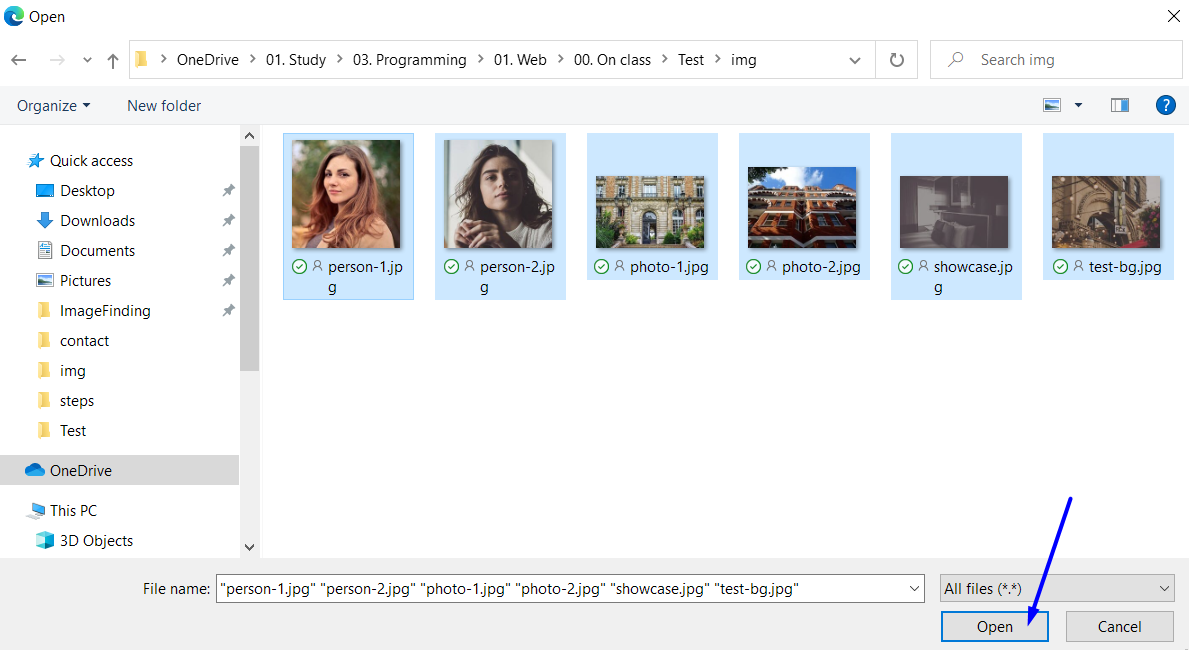 Open
OneDrive
01. Study
03. Programming
01. Web
00. On class
Test
img
Search img
Organize
New folder
?
Quick access
Desktop
Downloads
Documents
Pictures
ImageFinding
contact
img
steps
Test
OneDrive
This PC
3D Objects
person-1.jp
g
person-2.jp
g
photo-1.jpg
photo-2.jpg
showcase.jp
g
test-bg.jpg
File name:
"person-1.jpg" "person-2.jpg" "photo-1.jpg" "photo-2.jpg" "showcase.jpg" "test-bg.jpg"
All files (*.*)
Open
Cancel